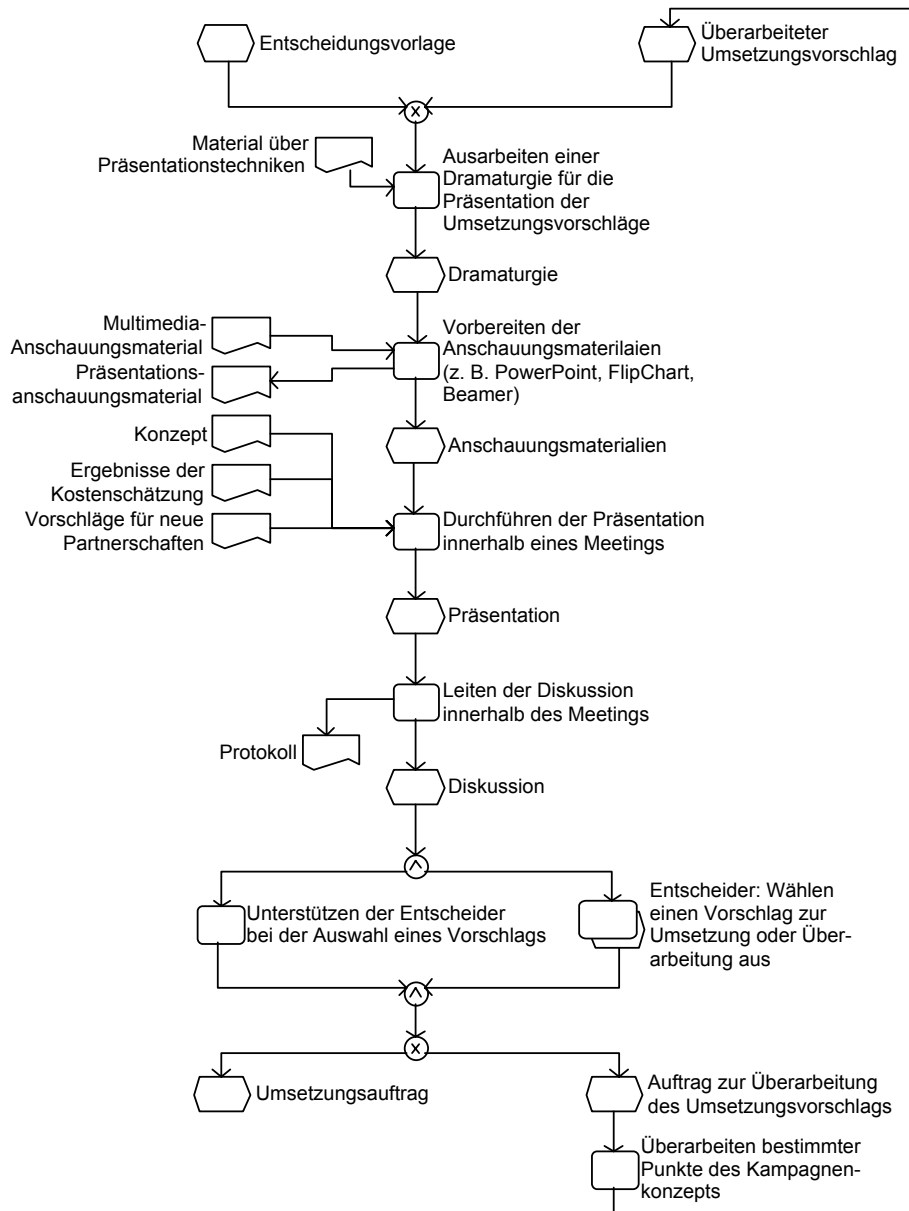 Entscheidungsvorlage
Überarbeiteter
Umsetzungsvorschlag
x
Material über
Präsentationstechniken
Ausarbeiten einer
Dramaturgie für die
Präsentation der
Umsetzungsvorschläge
Dramaturgie
Multimedia-
Anschauungsmaterial
Vorbereiten der
Anschauungsmaterilaien
(z. B. PowerPoint, FlipChart,
Beamer)
Präsentations-
anschauungsmaterial
Konzept
Anschauungsmaterialien
Ergebnisse der
Kostenschätzung
Vorschläge für neue
Partnerschaften
Durchführen der Präsentation
innerhalb eines Meetings
Präsentation
Leiten der Diskussion
innerhalb des Meetings
Protokoll
Diskussion
^
Unterstützen der Entscheider
bei der Auswahl eines Vorschlags
Entscheider: Wählen
einen Vorschlag zur
Umsetzung oder Über-
arbeitung aus
^
x
Umsetzungsauftrag
Auftrag zur Überarbeitung
des Umsetzungsvorschlags
Überarbeiten bestimmter
Punkte des Kampagnen-
konzepts